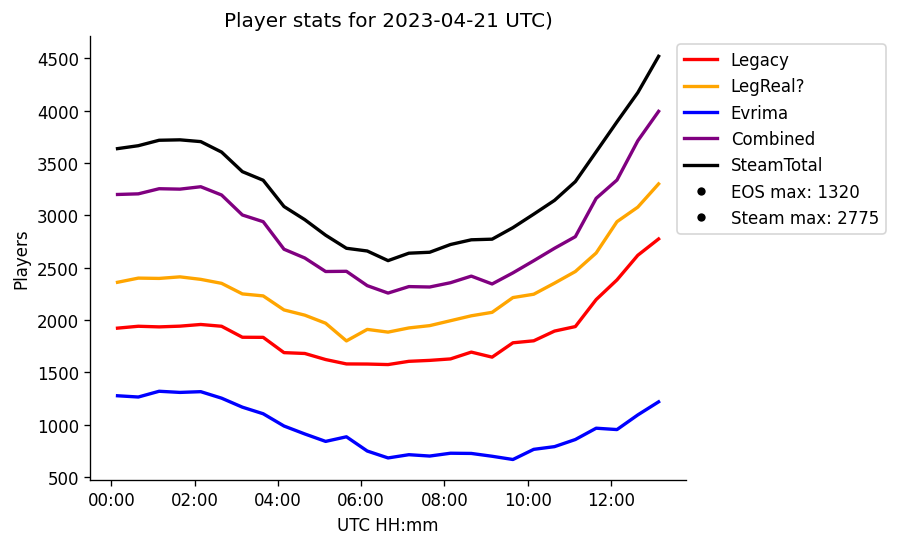 Player stats for 2023-04-21 UTC)
4500
4000
3500
3000
2500
2000
1500
1000
500
Players
00:00 02:00 04:00 06:00 08:00 10:00 12:00
UTC HH:mm
Legacy
LegReal?
Evrima
Combined
SteamTotal
EOS max: 1320
Steam max: 2775